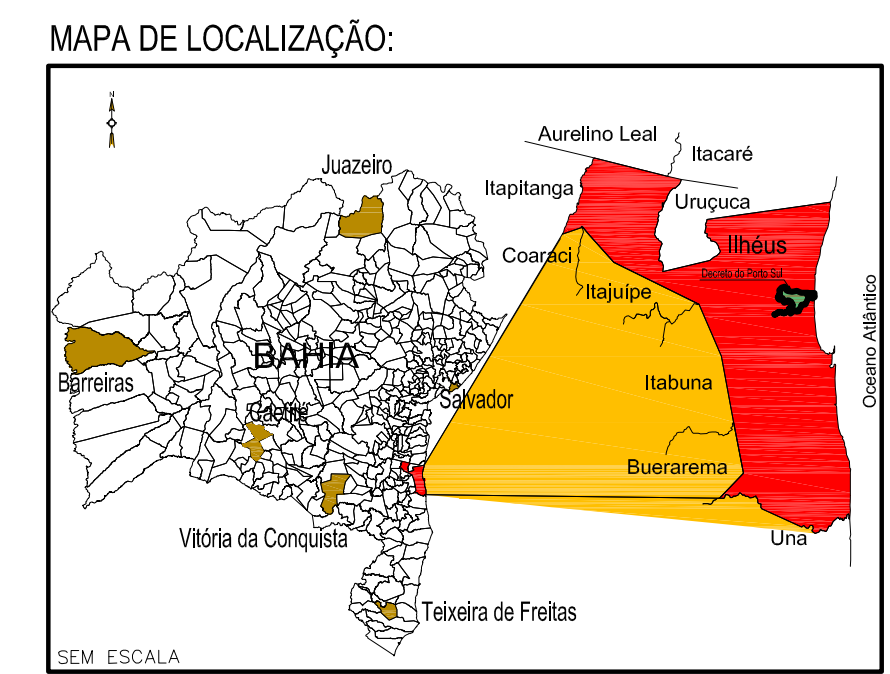 MAPA DE LOCALIZAÇÃO:
N
Aurelino Leal
Itacaré
Juazeiro
Itapitanga
Uruçuca
Ilhéus
Coaraci
Decreto do Porto Sul
Itajuípe
Oceano Atlântico
BAHIA
Barreiras
Itabuna
Salvador
Caetité
Buerarema
Vitória da Conquista
Una
Teixeira de Freitas
SEM ESCALA